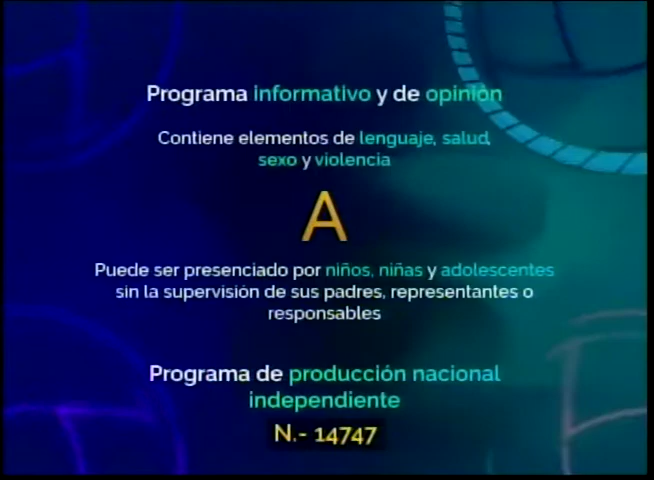 Programa informativo y de opinión
Contiene elementos de lenguaje, salud,
sexo y violencia
A
Puede ser presenciado por niños, niñas y adolescentes
sin la supervisión de sus padres, representantes o
responsables
Programa de producción nacional
independiente
N.- 14747